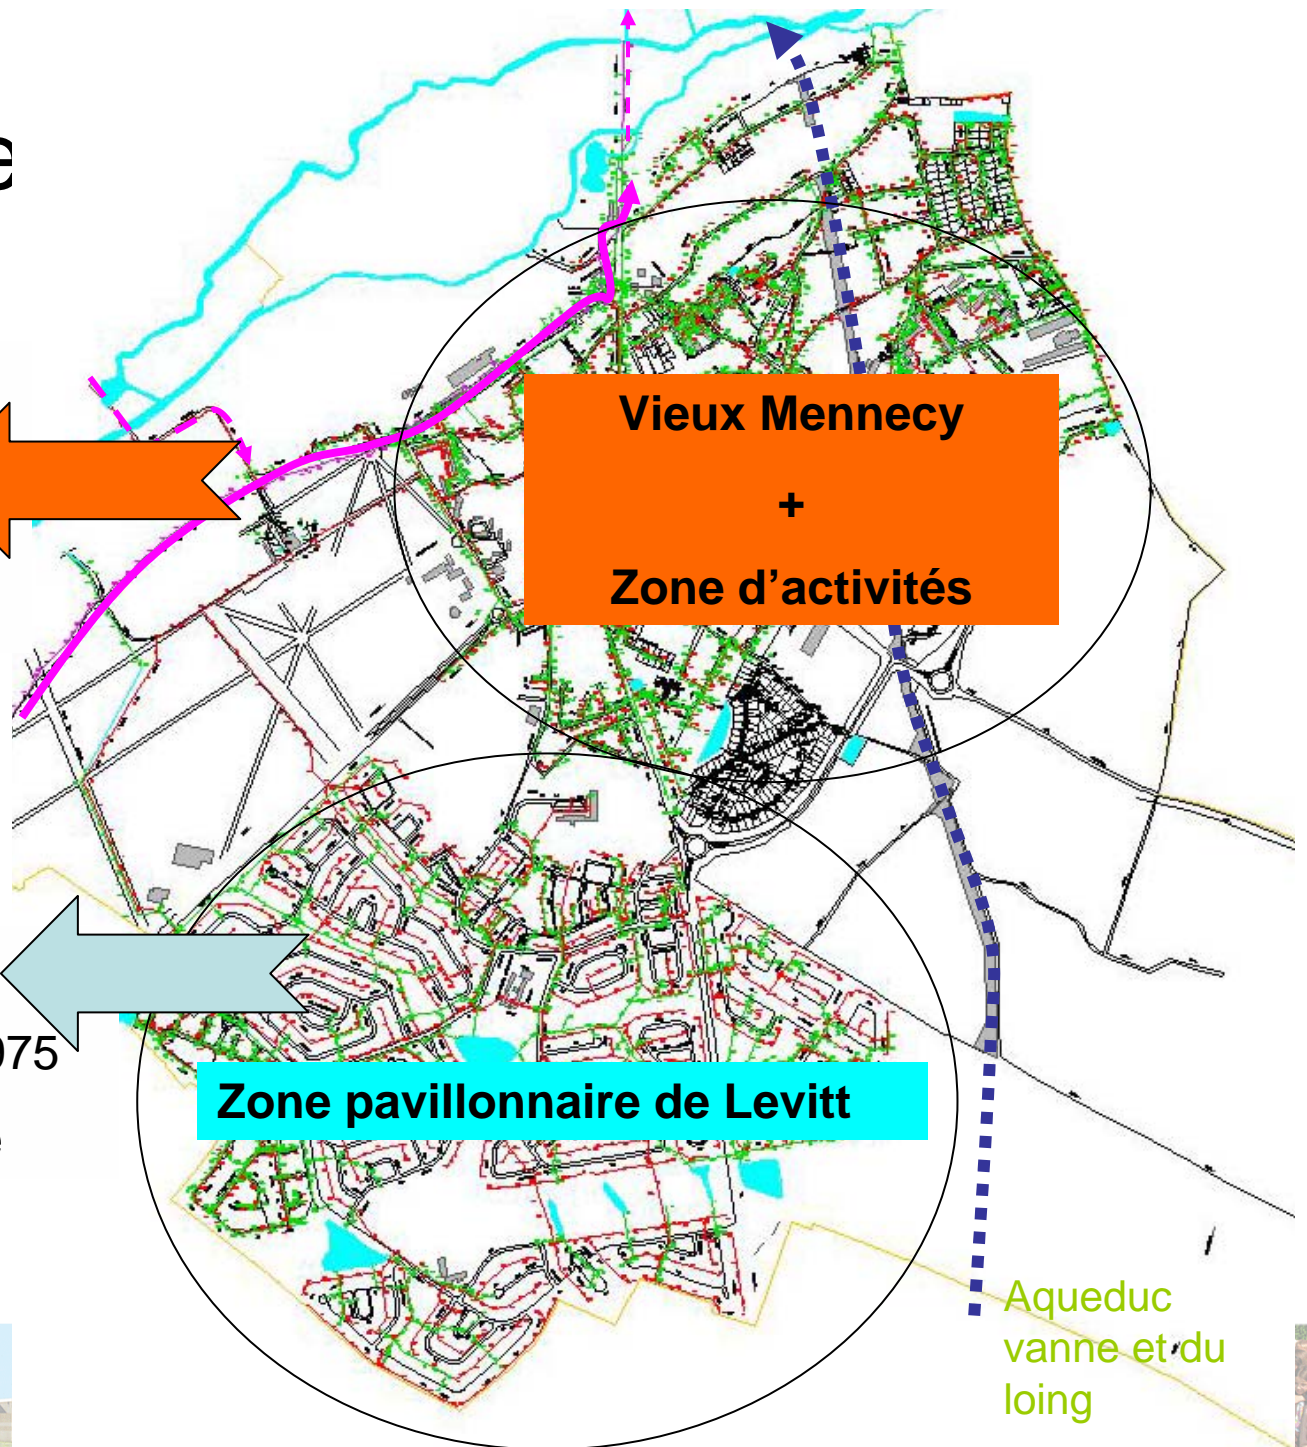 Vieux Mennecy
+
Zone d’activités
Zone pavillonnaire de Levitt
Aqueduc
vanne et du
loing